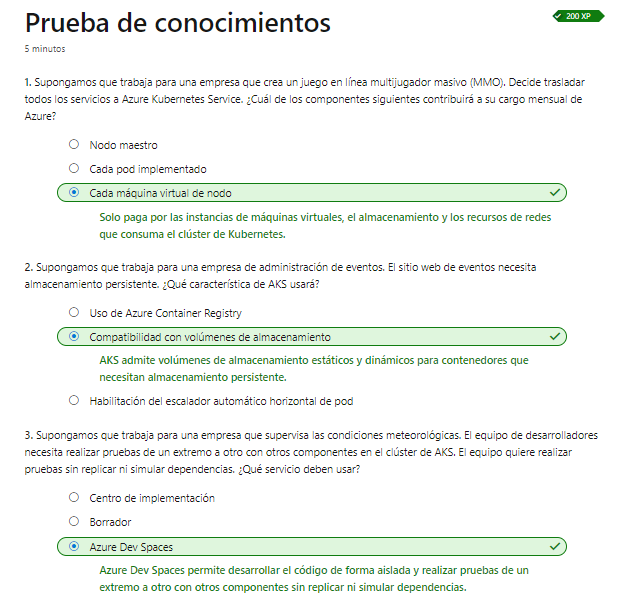 Prueba de conocimientos
200 XP
5 minutos
1. Supongamos que trabaja para una empresa que crea un juego en línea multijugador masivo (MMO). Decide trasladar
todos los servicios a Azure Kubernetes Service. ¿Cuál de los componentes siguientes contribuirá a su cargo mensual de
Azure?
Nodo maestro
Cada pod implementado
Cada máquina virtual de nodo
Solo paga por las instancias de máquinas virtuales, el almacenamiento y los recursos de redes
que consuma el clúster de Kubernetes.
2. Supongamos que trabaja para una empresa de administración de eventos. El sitio web de eventos necesita
almacenamiento persistente. ¿Qué característica de AKS usará?
Uso de Azure Container Registry
Compatibilidad con volúmenes de almacenamiento
AKS admite volúmenes de almacenamiento estáticos y dinámicos para contenedores que
necesitan almacenamiento persistente.
Habilitación del escalador automático horizontal de pod
3. Supongamos que trabaja para una empresa que supervisa las condiciones meteorológicas. El equipo de desarrolladores
necesita realizar pruebas de un extremo a otro con otros componentes en el clúster de AKS. El equipo quiere realizar
pruebas sin replicar ni simular dependencias. ¿Qué servicio deben usar?
Centro de implementación
Borrador
Azure Dev Spaces
Azure Dev Spaces permite desarrollar el código de forma aislada y realizar pruebas de un
extremo a otro con otros componentes sin replicar ni simular dependencias.